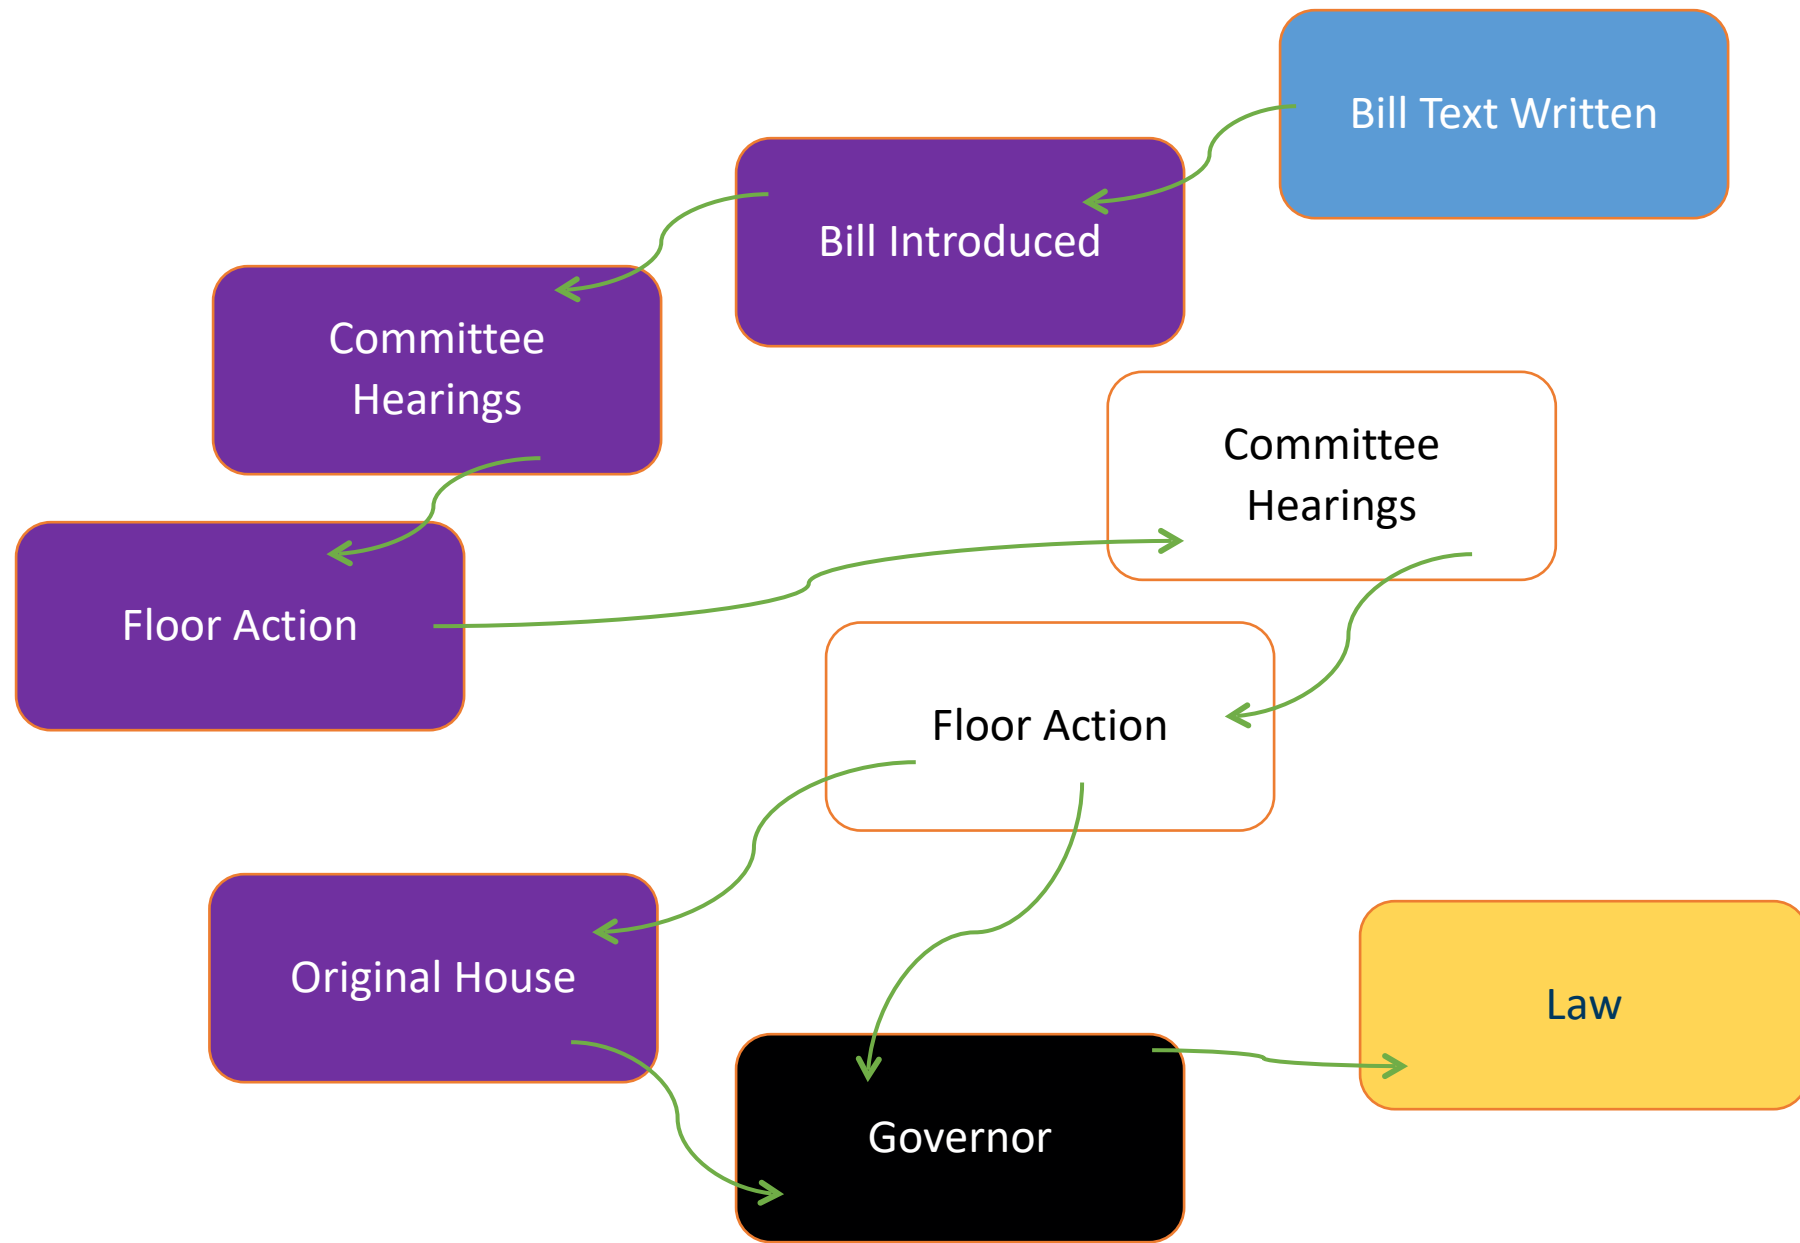 Bill Text Written
Bill Introduced
Committee
Hearings
Floor Action
Committee
Hearings
Floor Action
Original House
Governor
Law